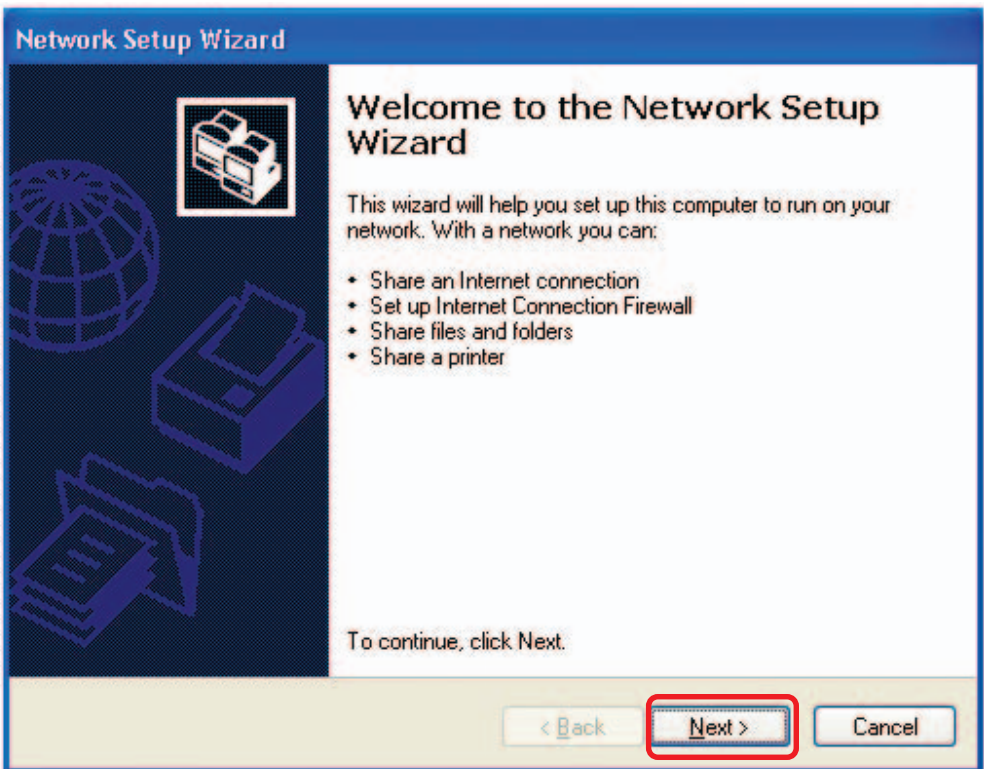 Network Setup Wizard
Welcome to the Network Setup
Wizard
This wizard will help you set up this computer to run on your
network. With a network you can:
• Share an Internet connection
• Set up Internet Connection Firewall
• Share files and folders
• Share a printer
To continue, click Next.
< Back Next > Cancel